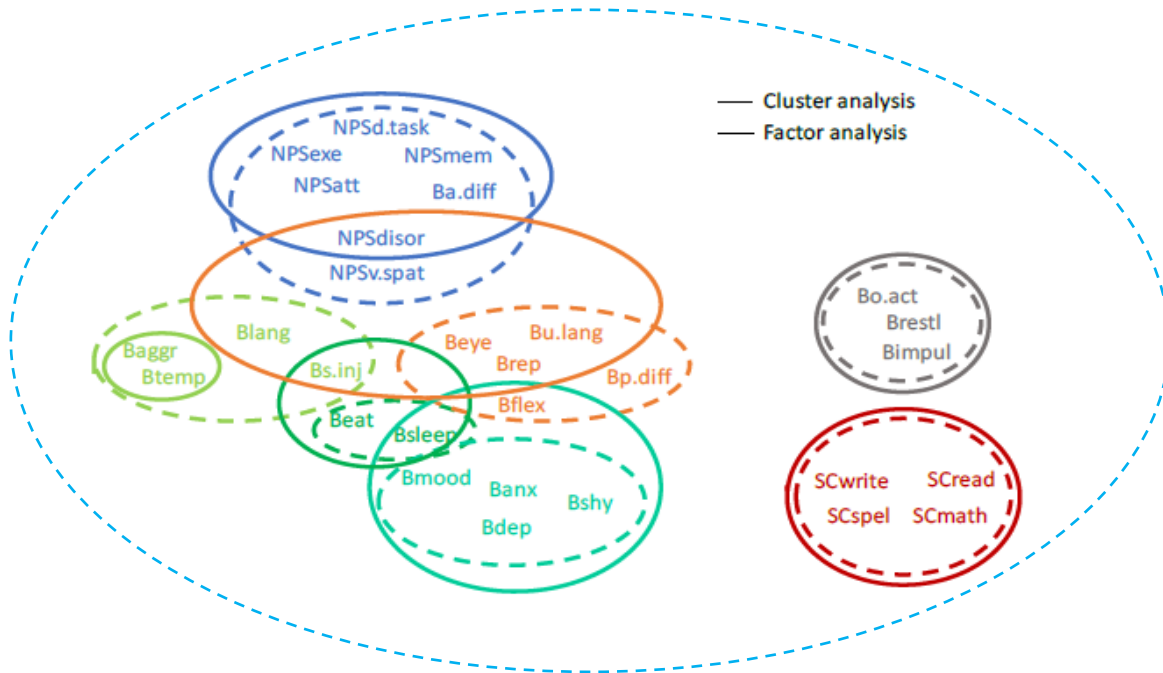 Cluster analysis
Factor analysis
NPSd.task
NPSexe NPSmem
NPSatt Ba.diff
NPSdisor
NPSv.spat
Blang
Baggr
Btemp
Bs.inj
Beye Bu.lang
Brep
Bp.diff
Bflex
Beat
Bsleep
Bmood
Banx
Bshy
Bdep
Bo.act
Brestl
Bimpul
SCwrite SCread
SCspel SCmath